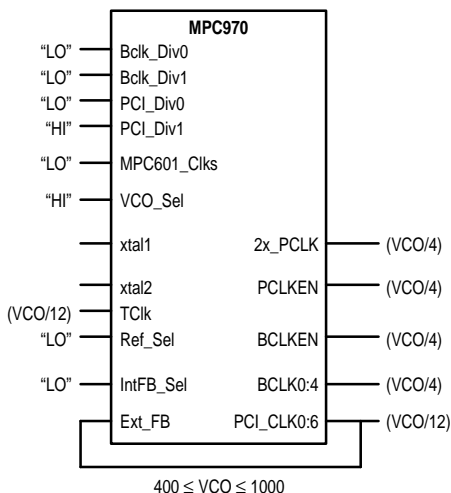 MPC970
“LO” Bclk_Div0
“LO” Bclk_Div1
“LO” PCI_Div0
“HI” PCI_Div1
“LO” MPC601_Clks
“HI” VCO_Sel
xtal1 2x_PCLK (VCO/4)
xtal2 PCLKEN (VCO/4)
(VCO/12) TClk
“LO” Ref_Sel BCLKEN (VCO/4)
“LO” IntFB_Sel BCLK0:4 (VCO/4)
Ext_FB PCI_CLK0:6 (VCO/12)
400 ≤ VCO ≤ 1000